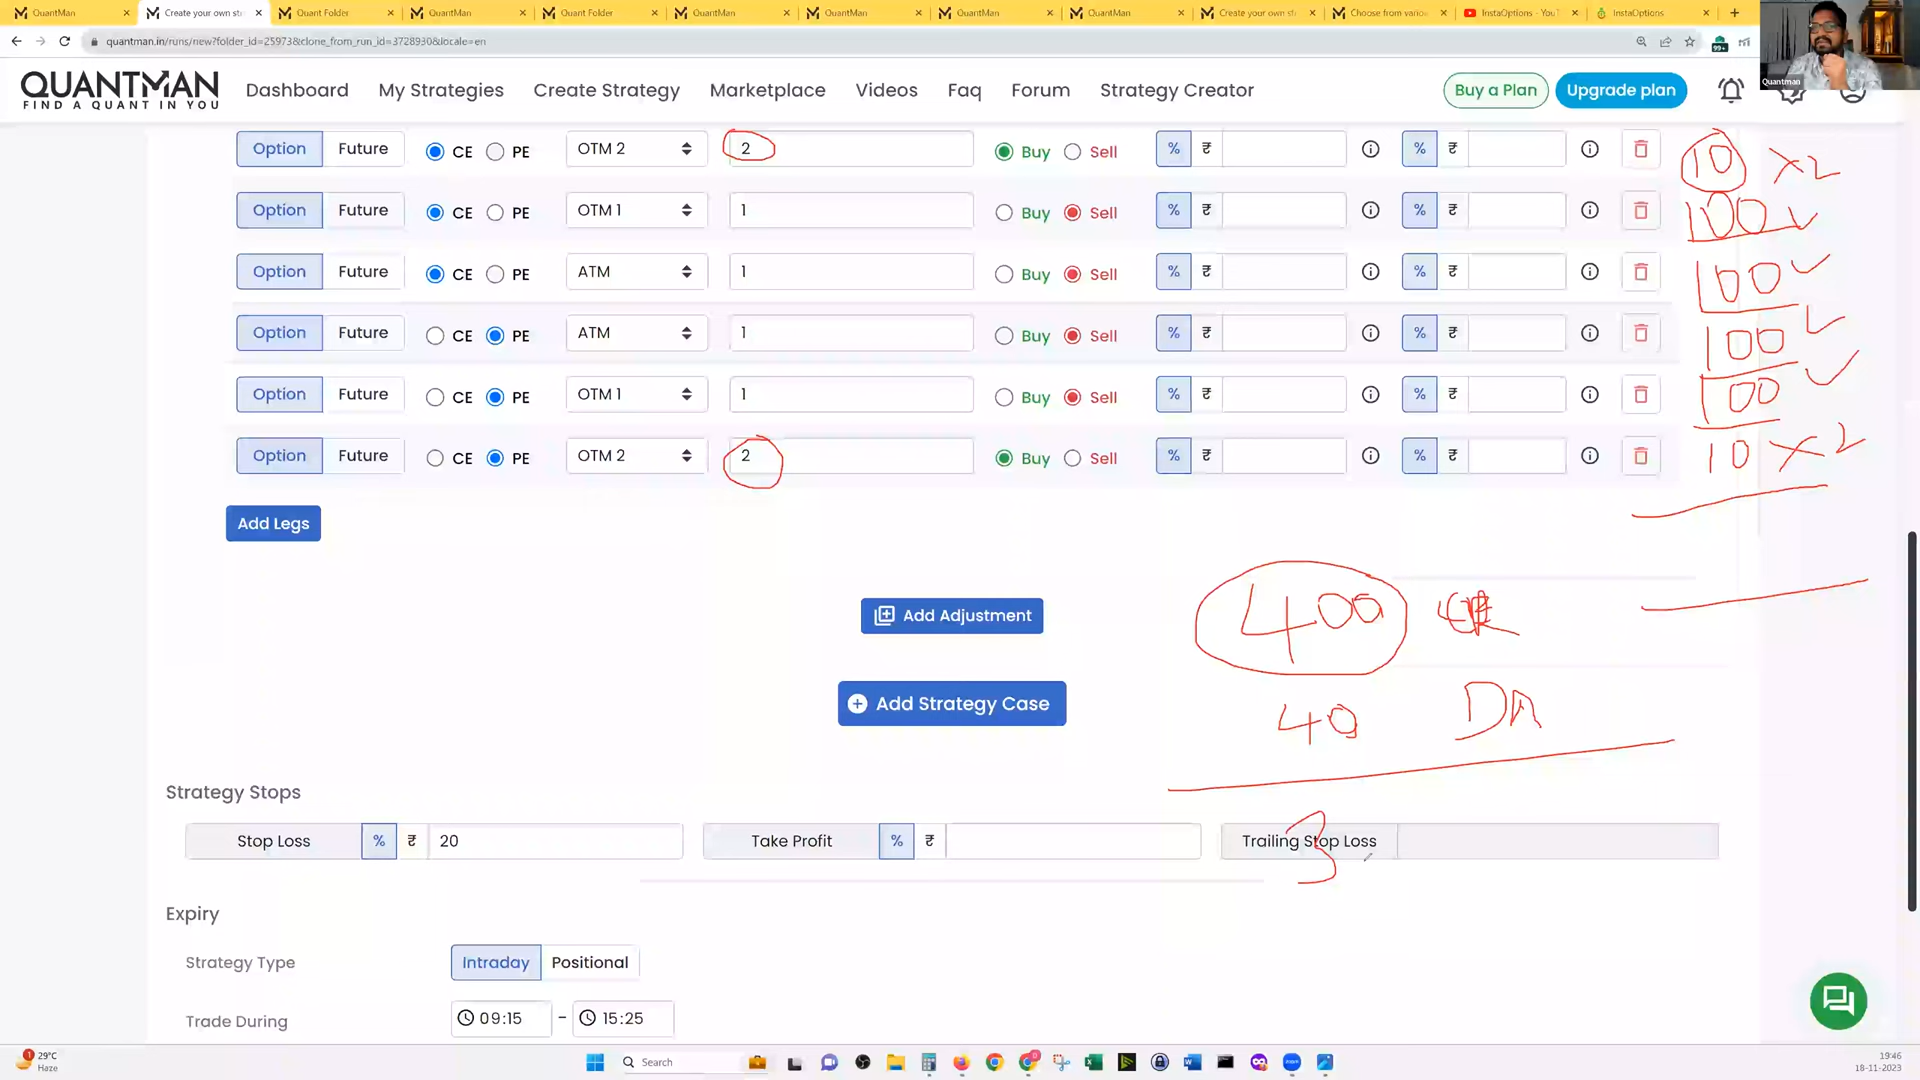 QuantMan
Create your own st
Quant Folder
QuantMan
Quant Folder
QuantMan
QuantMan
QuantMan
QuantMan
Create your own st
Choose from variou
InstaOptions - YouT
InstaOptions
quantman.in/runs/new?folder_id=25973&clone_from_run_id=3728930&locale=en
99+
Quantman
QUANTMAN
FIND A QUANT IN YOU
Dashboard My Strategies Create Strategy Marketplace Videos Faq Forum Strategy Creator Buy a Plan Upgrade plan
Option Future CE PE OTM 2 2 Buy Sell % ₹ % ₹ 10 X2
Option Future CE PE OTM 1 1 Buy Sell % ₹ % ₹ 100
Option Future CE PE ATM 1 Buy Sell % ₹ % ₹ 100
Option Future CE PE ATM 1 Buy Sell % ₹ % ₹ 100
Option Future CE PE OTM 1 1 Buy Sell % ₹ % ₹ 100
Option Future CE PE OTM 2 2 Buy Sell % ₹ % ₹ 10 X2
Add Legs
Add Adjustment
400
Add Strategy Case
40
Strategy Stops
Stop Loss % ₹ 20 Take Profit % ₹ Trailing Stop Loss
3
Expiry
Strategy Type Intraday Positional
Trade During 09:15 - 15:25
1
29°C
Haze
Search
19:46
18-11-2023